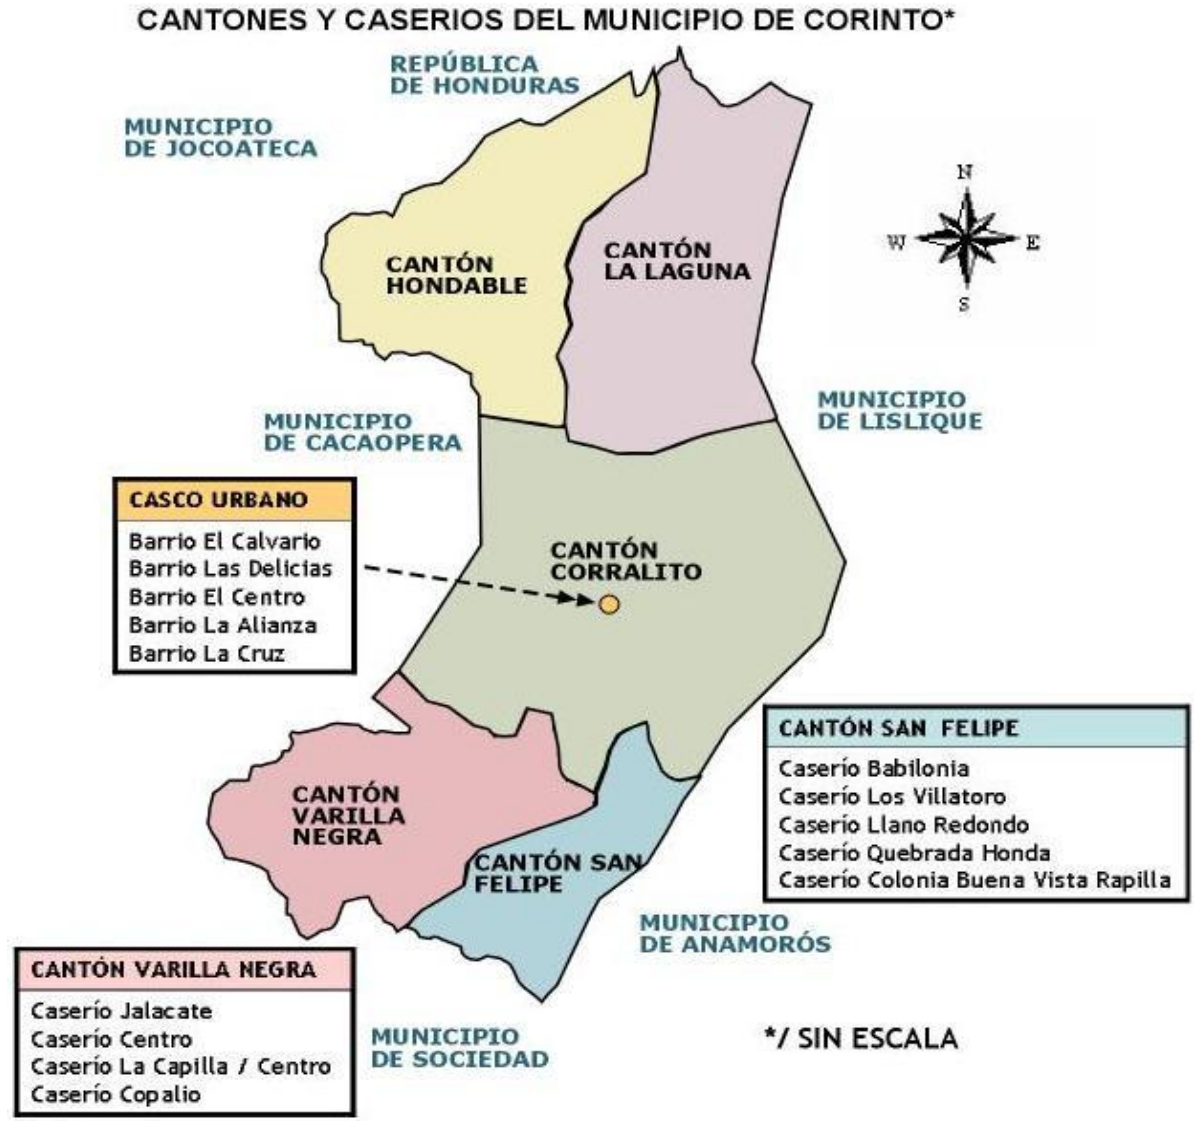 CANTONES Y CASERIOS DEL MUNICIPIO DE CORINTO*
REPÚBLICA
DE HONDURAS
MUNICIPIO
DE JOCOATECA
N
W
E
S
CANTÓN
HONDABLE
CANTÓN
LA LAGUNA
MUNICIPIO
DE CACAOPERA
MUNICIPIO
DE LISLIQUE
CASCO URBANO
Barrio El Calvario
Barrio Las Delicias
Barrio El Centro
Barrio La Alianza
Barrio La Cruz
CANTÓN
CORRALITO
CANTÓN SAN FELIPE
Caserío Babilonia
Caserío Los Villatoro
Caserío Llano Redondo
Caserío Quebrada Honda
Caserío Colonia Buena Vista Rapilla
CANTÓN
VARILLA
NEGRA
CANTÓN SAN
FELIPE
MUNICIPIO
DE ANAMORÓS
CANTÓN VARILLA NEGRA
Caserío Jalacate
Caserío Centro
Caserío La Capilla / Centro
Caserío Copalio
MUNICIPIO
DE SOCIEDAD
*/ SIN ESCALA